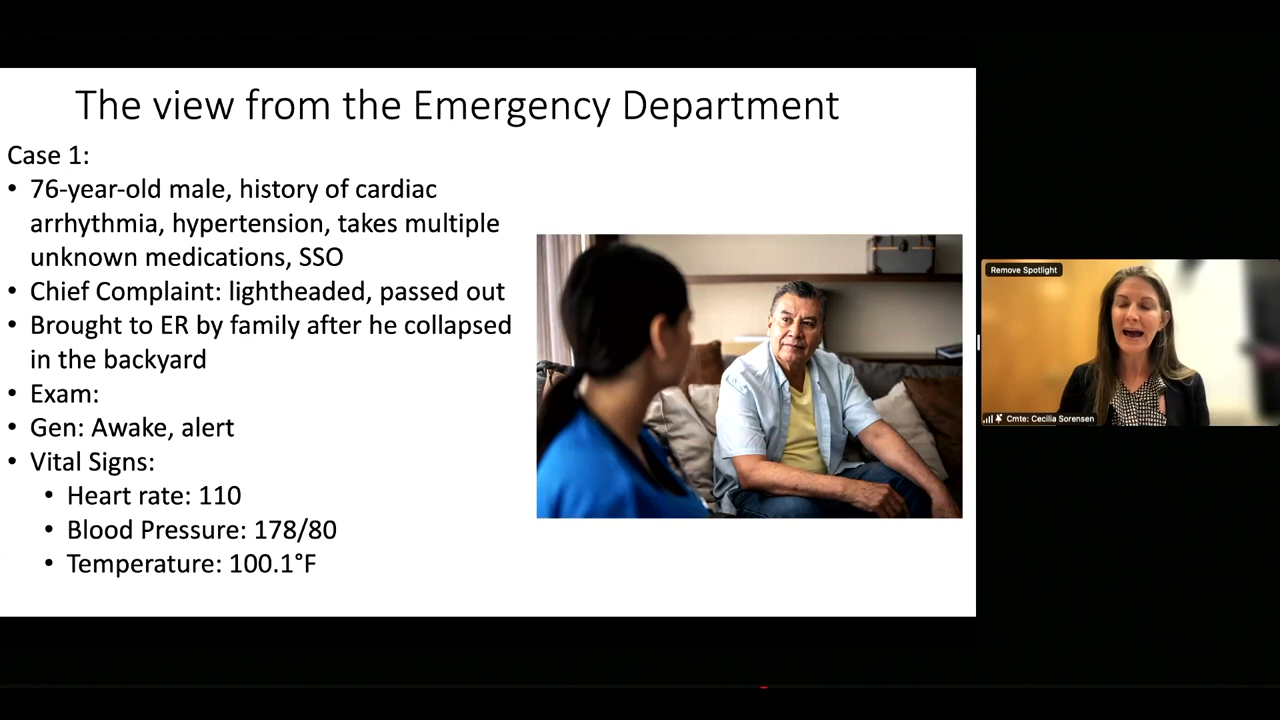 The view from the Emergency Department
Case 1:
• 76-year-old male, history of cardiac
arrhythmia, hypertension, takes multiple
unknown medications, SSO
• Chief Complaint: lightheaded, passed out
• Brought to ER by family after he collapsed
in the backyard
• Exam:
• Gen: Awake, alert
• Vital Signs:
• Heart rate: 110
• Blood Pressure: 178/80
• Temperature: 100.1°F
Remove Spotlight
Cmte: Cecilia Sorensen